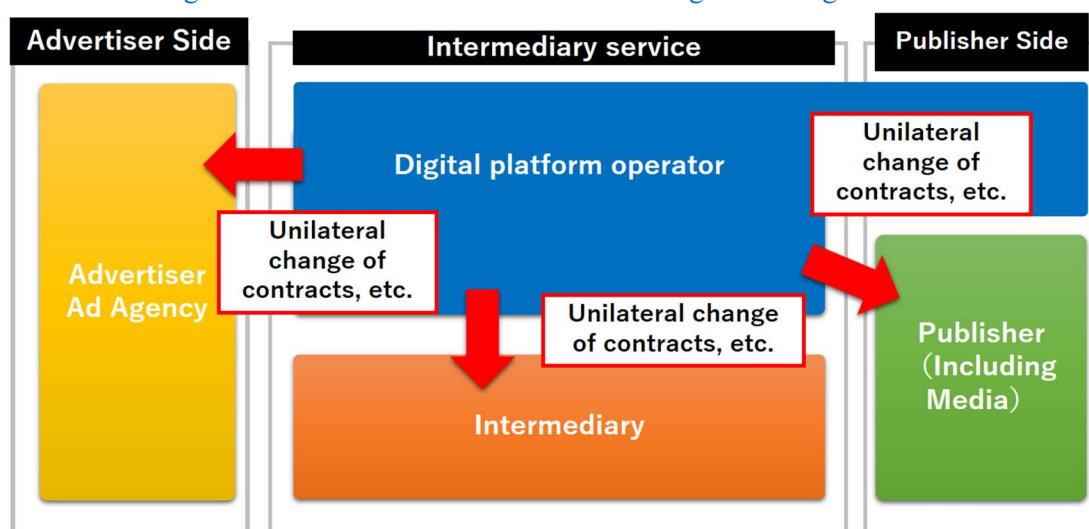 Advertiser Side
Intermediary service
Publisher Side
Digital platform operator
Unilateral
change of
contracts, etc.
Unilateral
change of
contracts, etc.
Advertiser
Ad Agency
Unilateral change
of contracts, etc.
Publisher
（Including
Media）
Intermediary